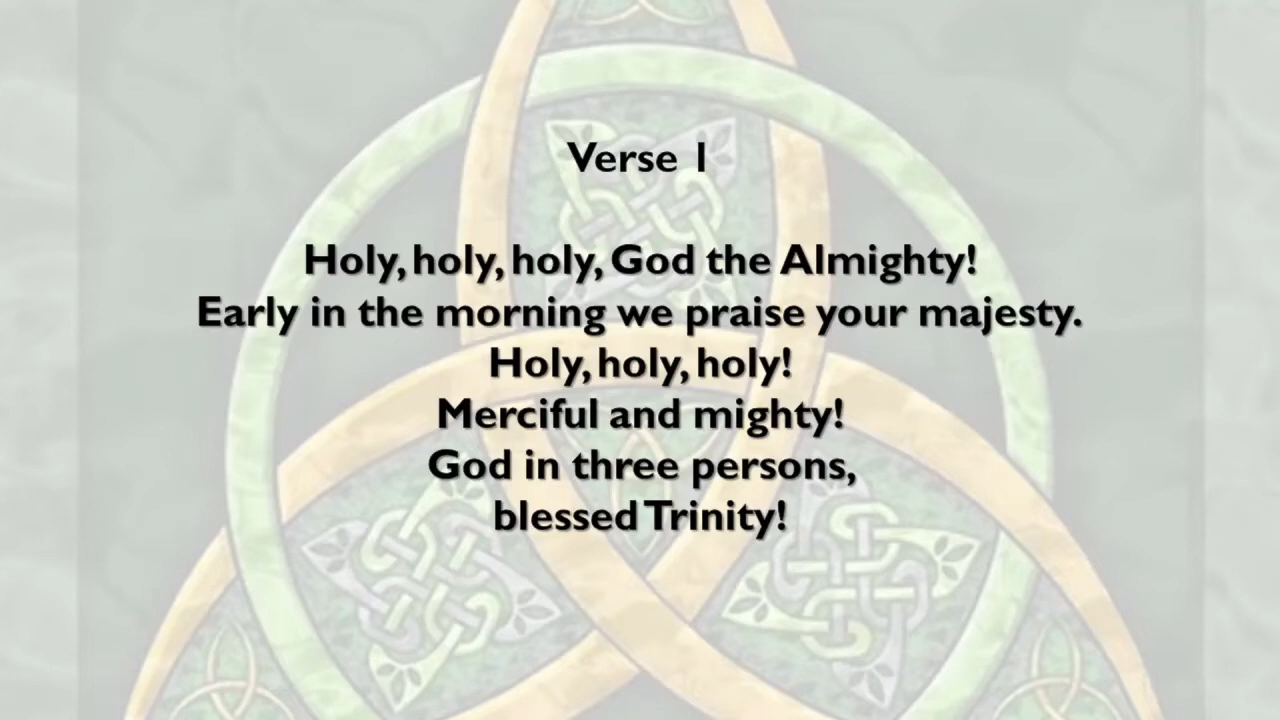 Verse 1
Holy, holy, holy, God the Almighty!
Early in the morning we praise your majesty.
Holy, holy, holy!
Merciful and mighty!
God in three persons,
blessed Trinity!